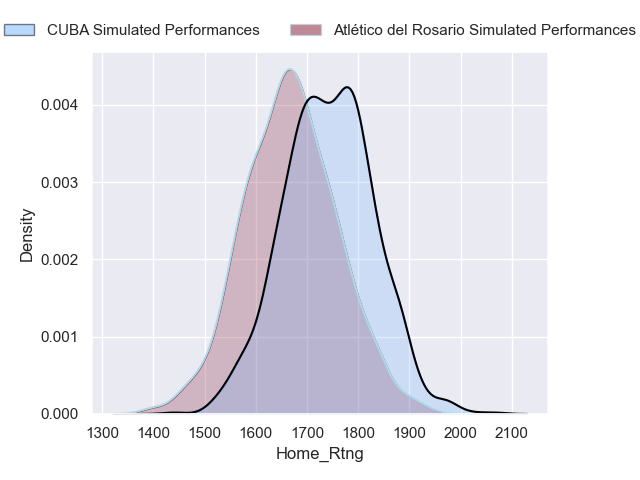 CUBA Simulated Performances   Atlético del Rosario Simulated Performances
0.004
0.003
0.002
0.001
0.000
Density
1300 1400 1500 1600 1700 1800 1900 2000 2100
Home_Rtng